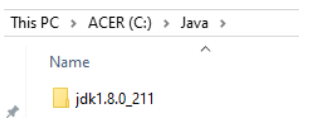 This PC > ACER (C:) > Java >
Name
jdk1.8.0_211